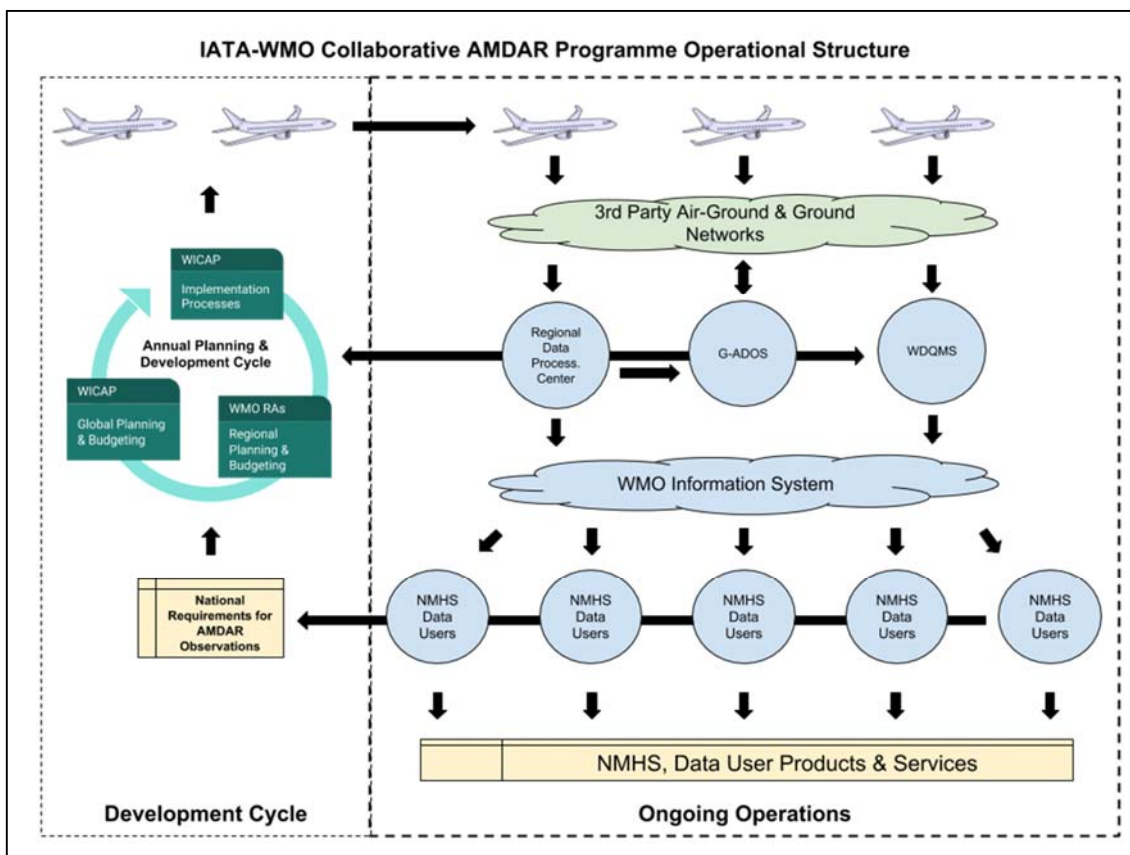 IATA-WMO Collaborative AMDAR Programme Operational Structure
3rd Party Air-Ground & Ground
Networks
WICAP
Implementation
Processes
Annual Planning &
Development Cycle
WICAP
Global Planning
& Budgeting
WMO RAs
Regional
Planning &
Budgeting
Regional
Data
Process.
Center
G-ADOS
WDQMS
WMO Information System
National
Requirements for
AMDAR
Observations
NMHS
Data
Users
NMHS
Data
Users
NMHS
Data
Users
NMHS
Data
Users
NMHS
Data
Users
NMHS, Data User Products & Services
Development Cycle
Ongoing Operations